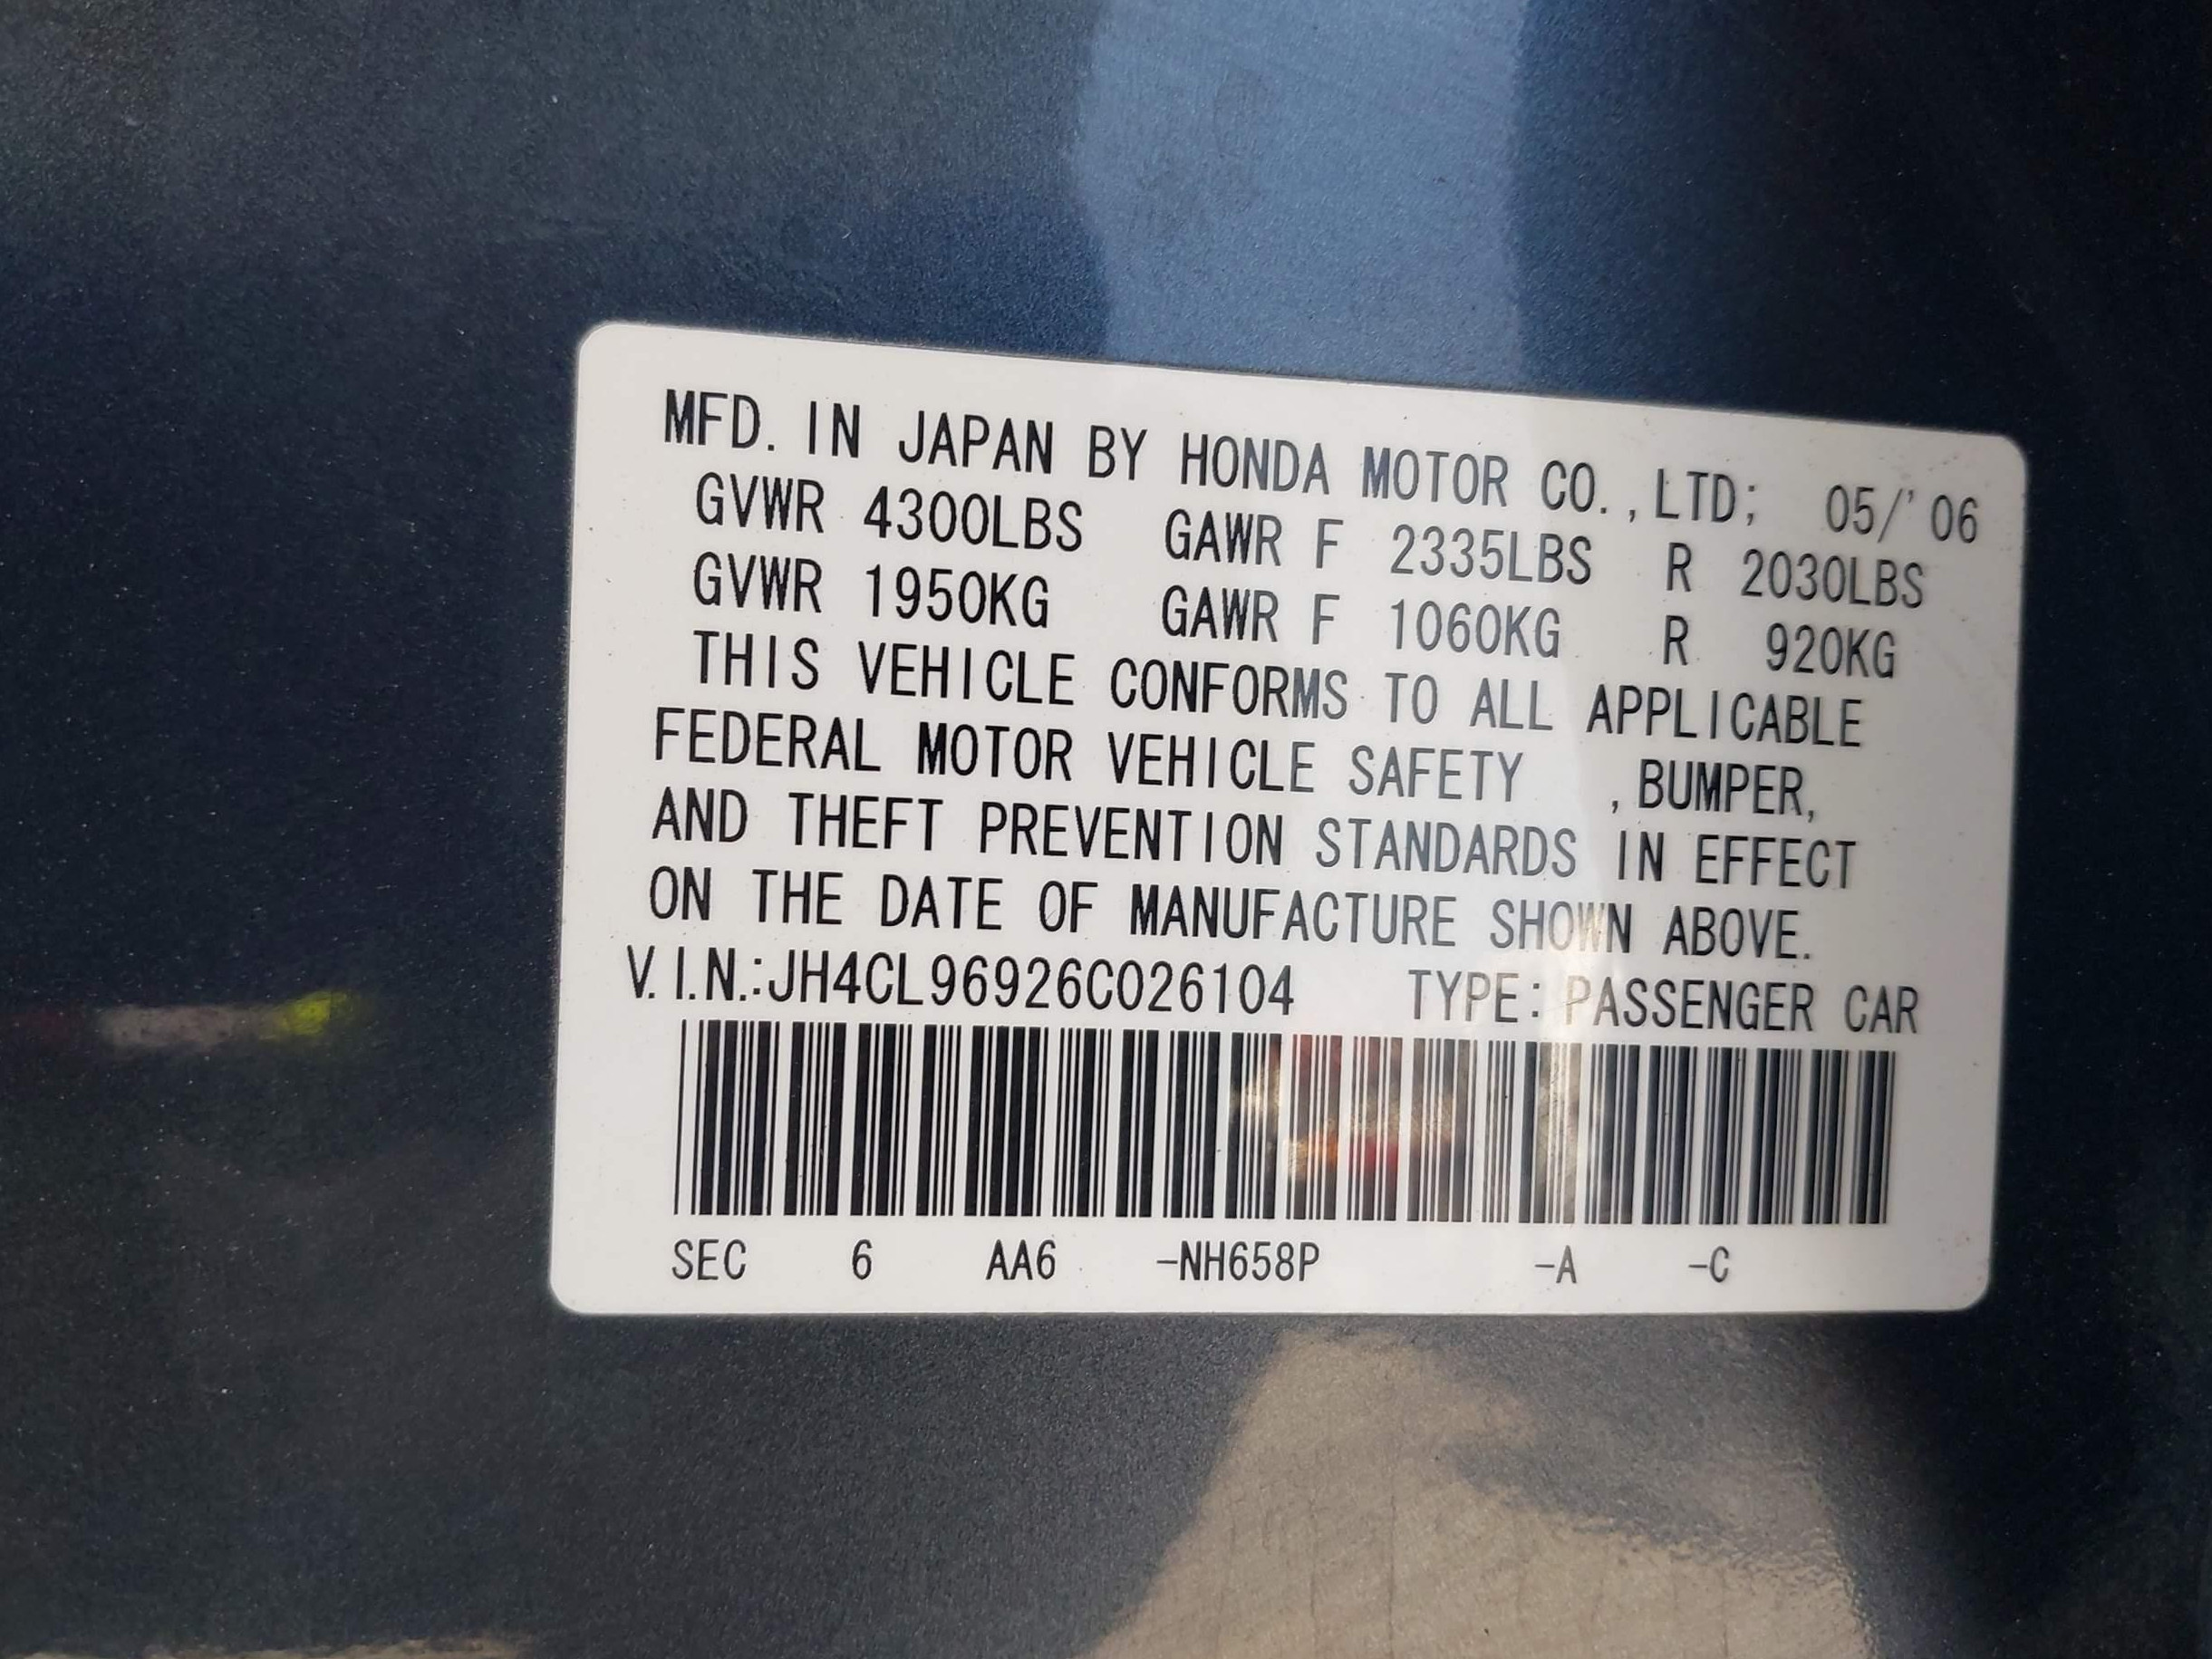 MFD. IN JAPAN BY HONDA MOTOR CO.,LTD; 05/'06
GVWR 4300LBS GAWR F 2335LBS R 2030LBS
GVWR 1950KG GAWR F 1060KG R 920KG
THIS VEHICLE CONFORMS TO ALL APPLICABLE
FEDERAL MOTOR VEHICLE SAFETY , BUMPER,
AND THEFT PREVENTION STANDARDS IN EFFECT
ON THE DATE OF MANUFACTURE SHOWN ABOVE.
V.I.N.:JH4CL96926C026104 TYPE: PASSENGER CAR
SEC 6 AA6 -NH658P -A -C